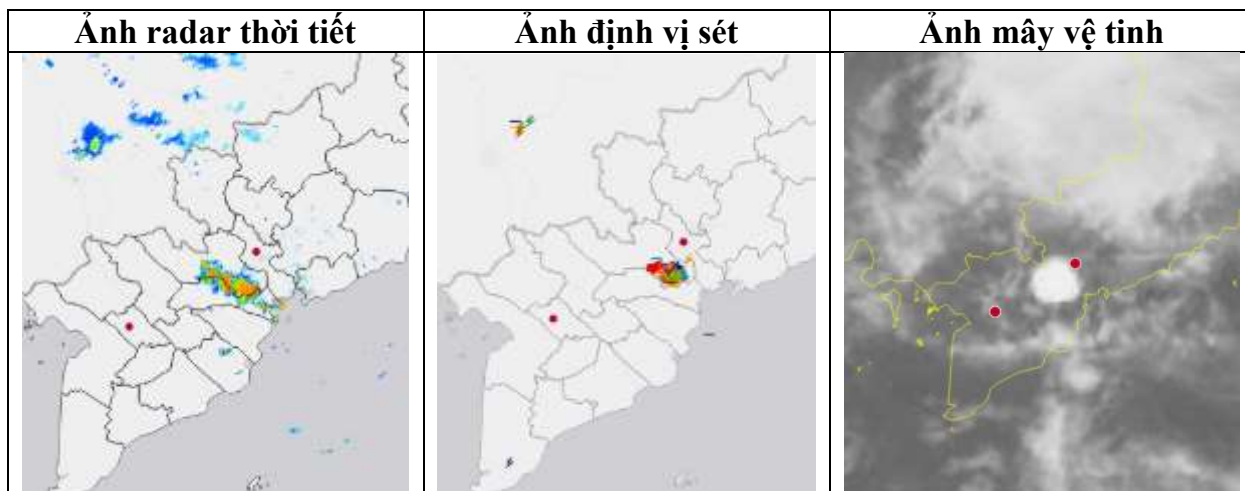 Ảnh radar thời tiết
Ảnh định vị sét
Ảnh mây vệ tinh